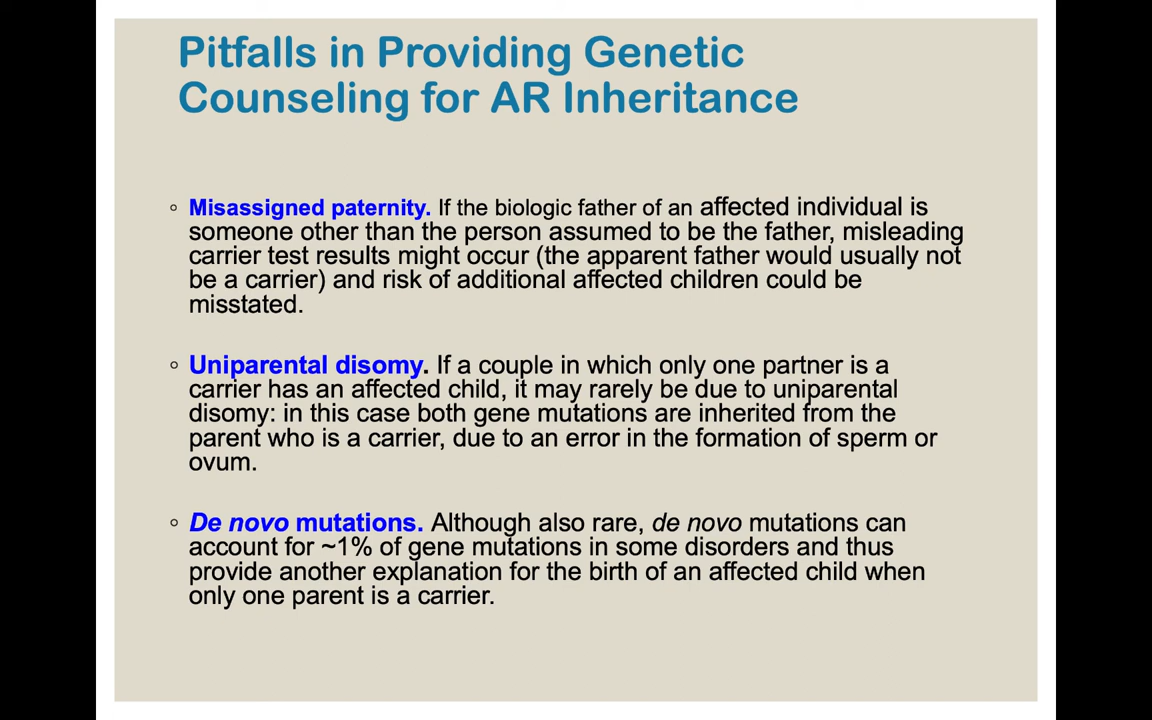 Pitfalls in Providing Genetic
Counseling for AR Inheritance
◦ Misassigned paternity. If the biologic father of an affected individual is
someone other than the person assumed to be the father, misleading
carrier test results might occur (the apparent father would usually not
be a carrier) and risk of additional affected children could be
misstated.
◦ Uniparental disomy. If a couple in which only one partner is a
carrier has an affected child, it may rarely be due to uniparental
disomy: in this case both gene mutations are inherited from the
parent who is a carrier, due to an error in the formation of sperm or
ovum.
◦ De novo mutations. Although also rare, de novo mutations can
account for ~1% of gene mutations in some disorders and thus
provide another explanation for the birth of an affected child when
only one parent is a carrier.